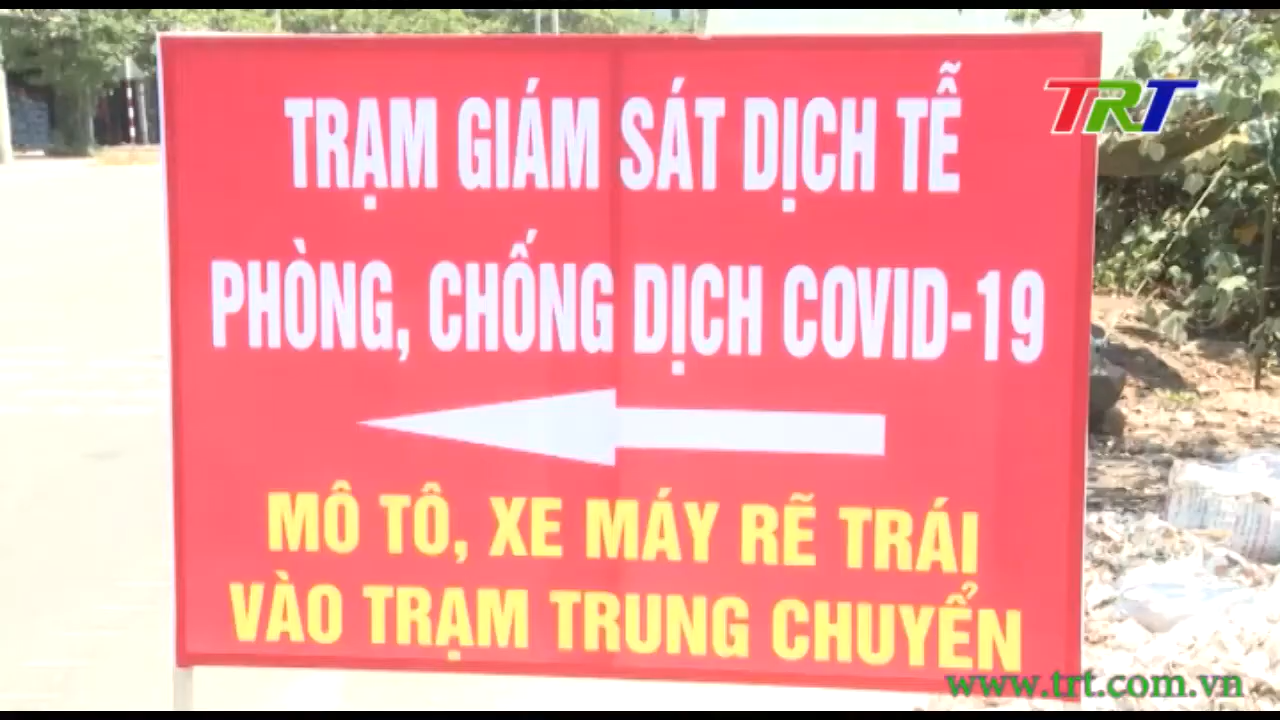 TRẠM GIÁM SÁT DỊCH TỄ
TRT
PHÒNG, CHỐNG DỊCH COVID-19
MÔ TÔ, XE MÁY RẼ TRÁI
VÀO TRẠM TRUNG CHUYỂN
www.trt.com.vn